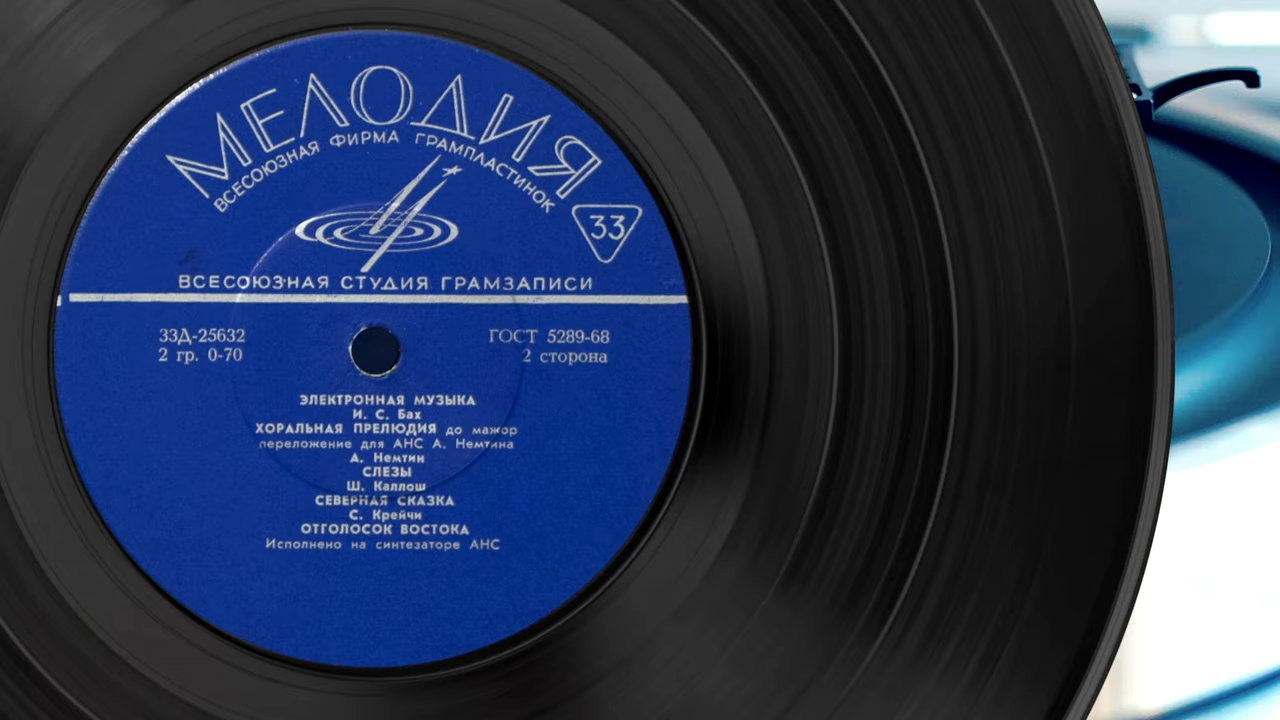 МЕЛОДИЯ
ВСЕСОЮЗНАЯ ФИРМА ГРАМПЛАСТИНОК
33
ВСЕСОЮЗНАЯ СТУДИЯ ГРАМЗАПИСИ
33Д-25632
ГОСТ 5289-68
2 гр. 0-70
2 сторона
ЭЛЕКТРОННАЯ МУЗЫКА
И. С. Бах
ХОРАЛЬНАЯ ПРЕЛЮДИЯ до мажор
переложение для АНС А. Немтина
А. Немтин
СЛЕЗЫ
Ш. Каллош
СЕВЕРНАЯ СКАЗКА
С. Крейчи
ОТГОЛОСОК ВОСТОКА
Исполнено на синтезаторе АНС